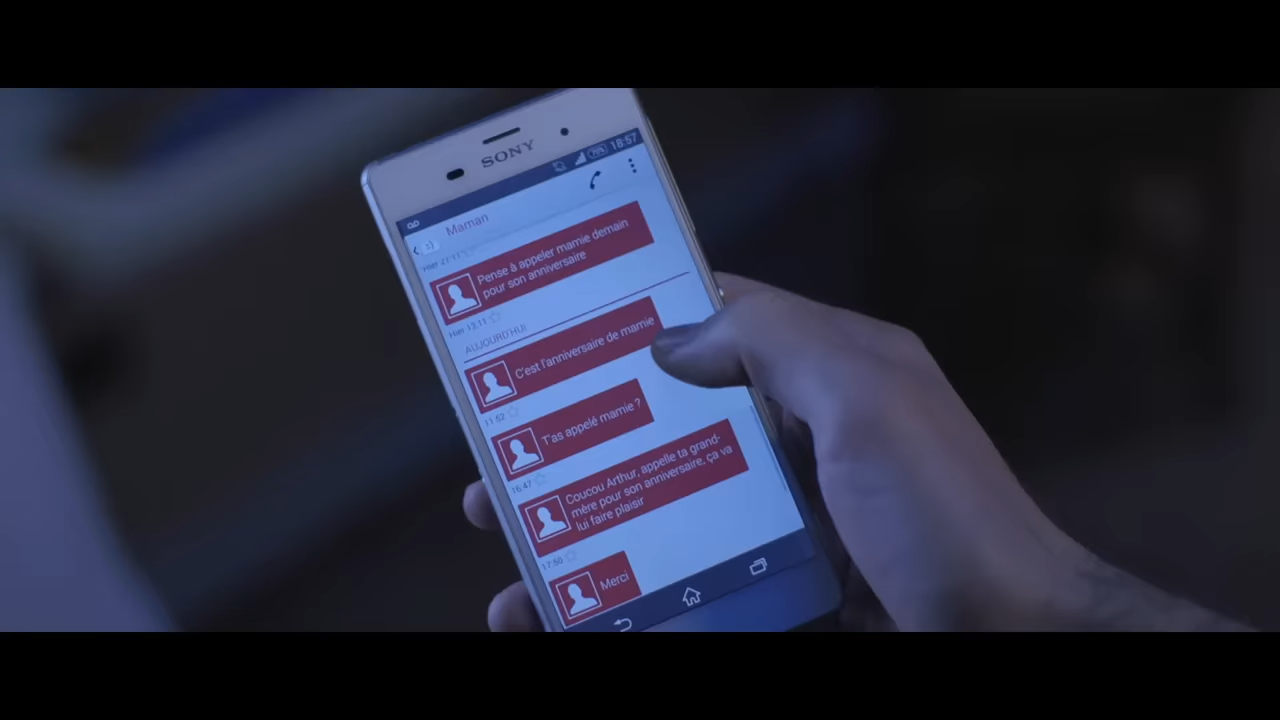 SONY
18:57
Maman
Pense à appeler mamie demain
pour son anniversaire
Hier 13:11
AUJOURD'HUI
C'est l'anniversaire de mamie
11:52
T'as appelé mamie ?
16:47
Coucou Arthur, appelle ta grand-
mère pour son anniversaire, ça va
lui faire plaisir
17:50
Merci